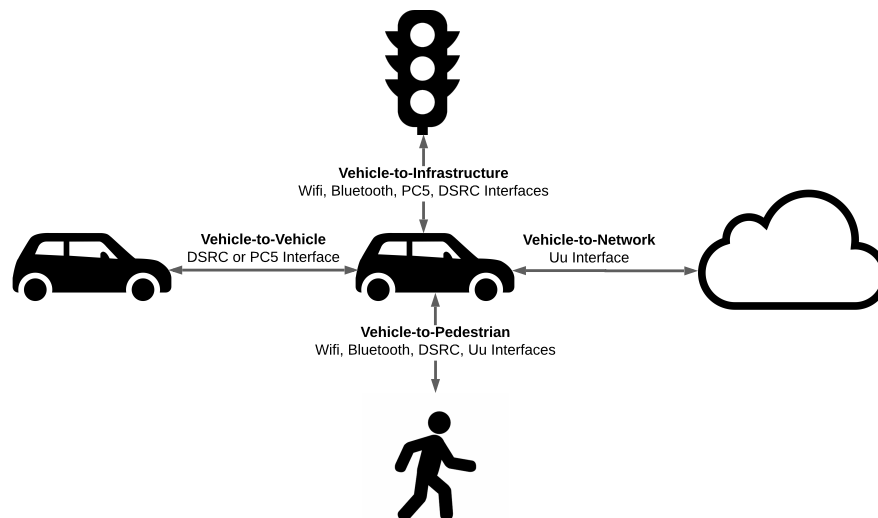 Vehicle-to-Infrastructure
Wifi, Bluetooth, PC5, DSRC Interfaces
Vehicle-to-Vehicle
DSRC or PC5 Interface
Vehicle-to-Network
Uu Interface
Vehicle-to-Pedestrian
Wifi, Bluetooth, DSRC, Uu Interfaces